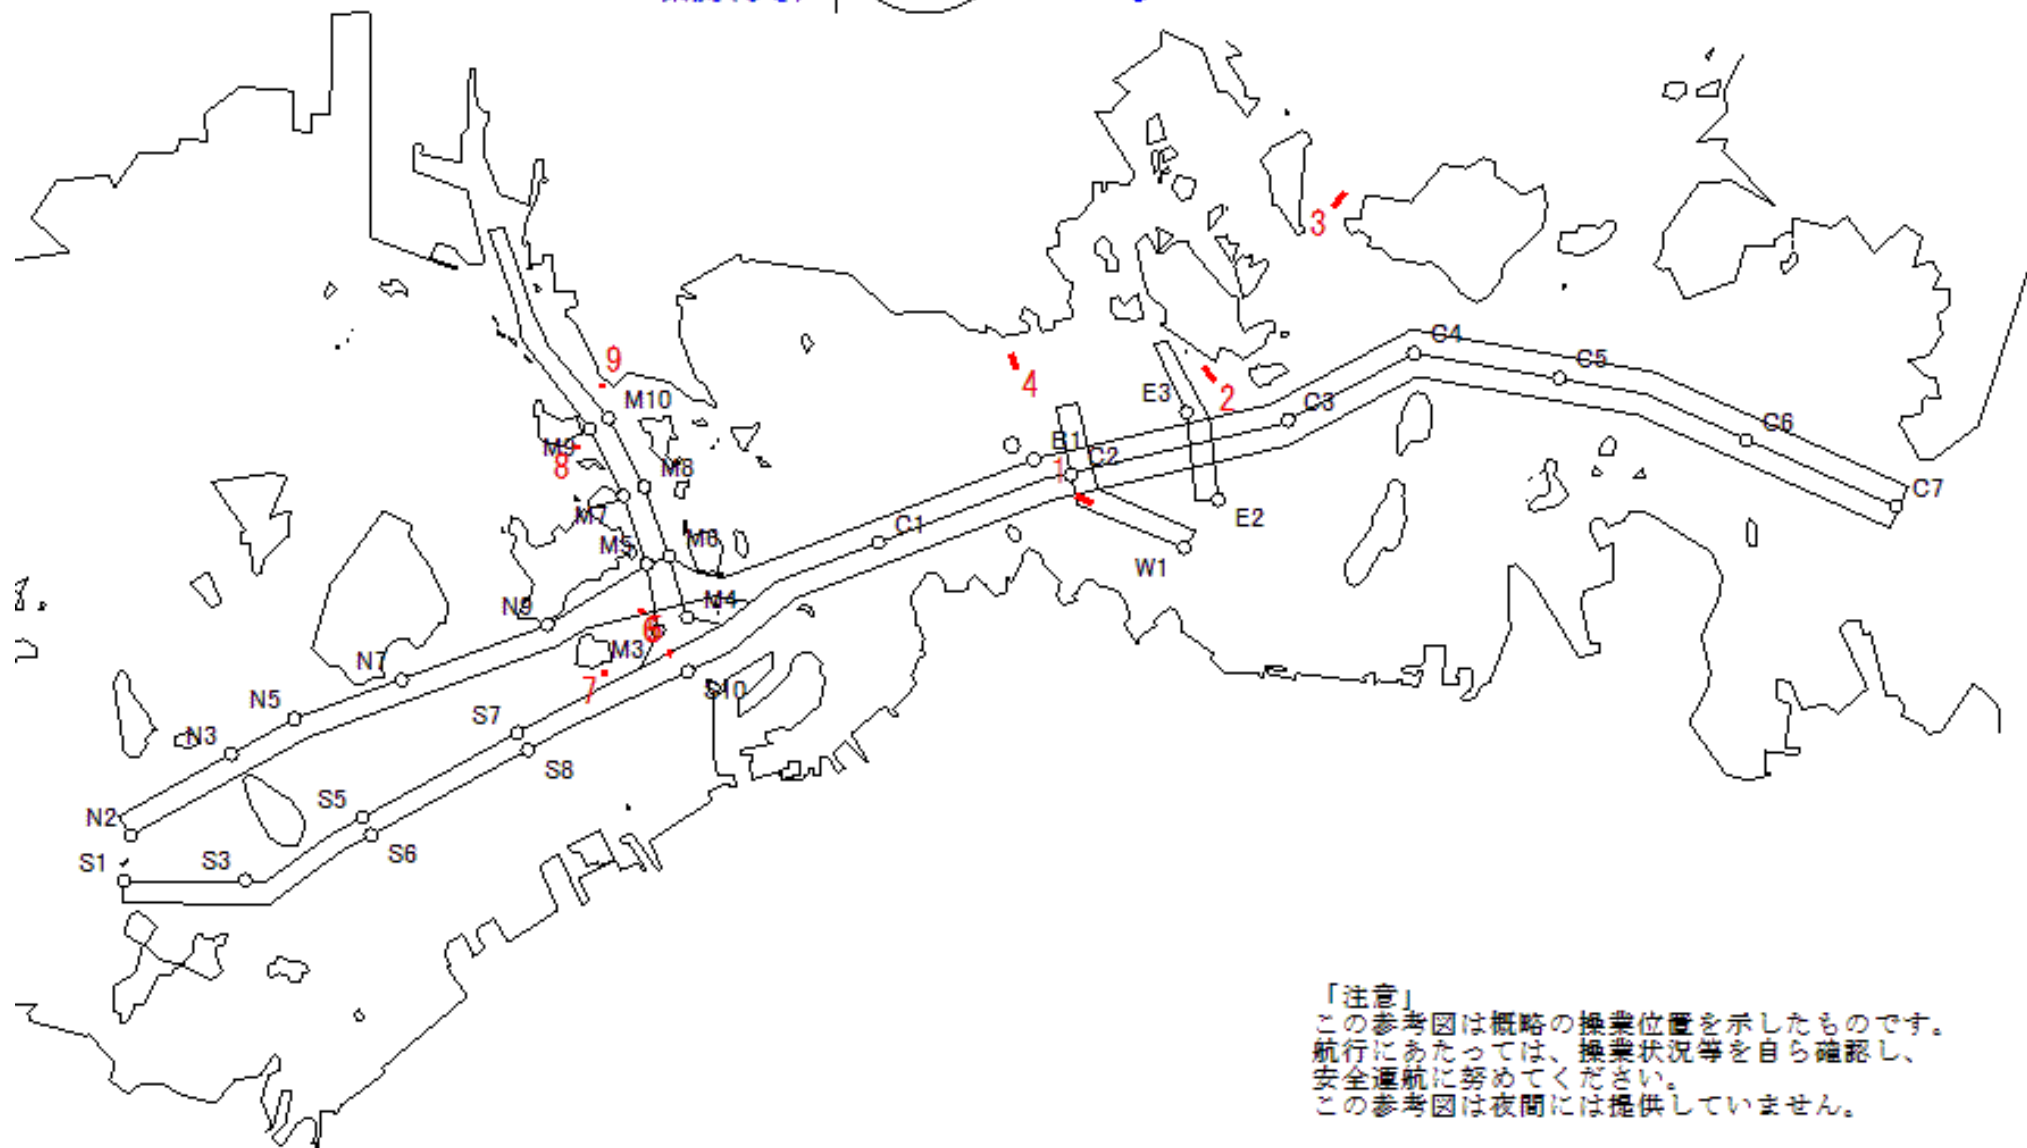 3
9
C4
4
C5
2
M10
E3
C3
C6
M9
B1
8
1
C2
M8
C7
M7
E2
C1
M5
M6
W1
N9
M4
6
M3
N7
7
S10
N5
S7
N3
S8
S5
N2
S6
S1
S3
「注意」
この参考図は概略の操業位置を示したものです。
航行にあたっては、操業状況等を自ら確認し、
安全運航に努めてください。
この参考図は夜間には提供していません。